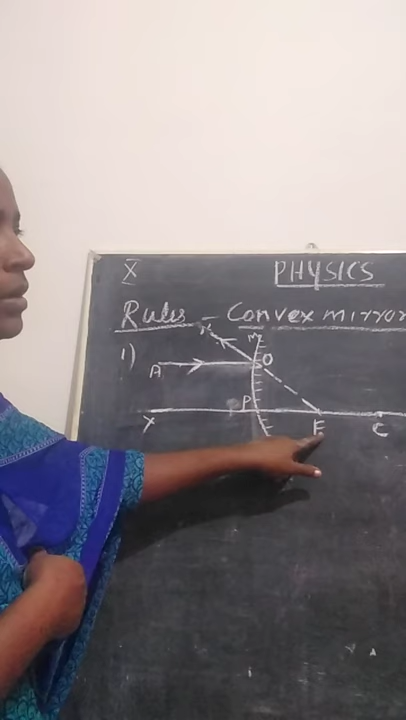 X PHYSICS
Rules - Convex mirror
1)
M
A O
P
X F C